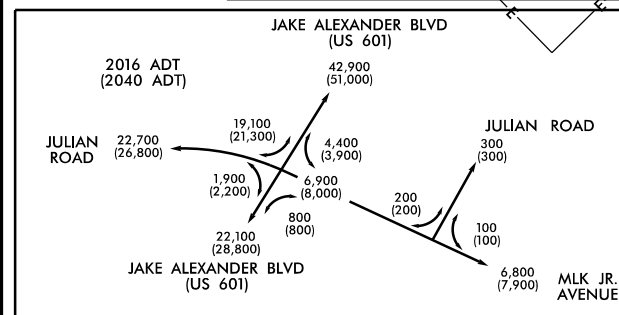 E
E
JAKE ALEXANDER BLVD
(US 601)
2016 ADT
(2040 ADT)
42,900
(51,000)
19,100
(21,300)
JULIAN ROAD
300
(300)
JULIAN
ROAD
22,700
(26,800)
4,400
(3,900)
1,900
(2,200)
6,900
(8,000)
200
(200)
800
(800)
100
(100)
22,100
(28,800)
6,800
(7,900)
MLK JR.
AVENUE
JAKE ALEXANDER BLVD
(US 601)